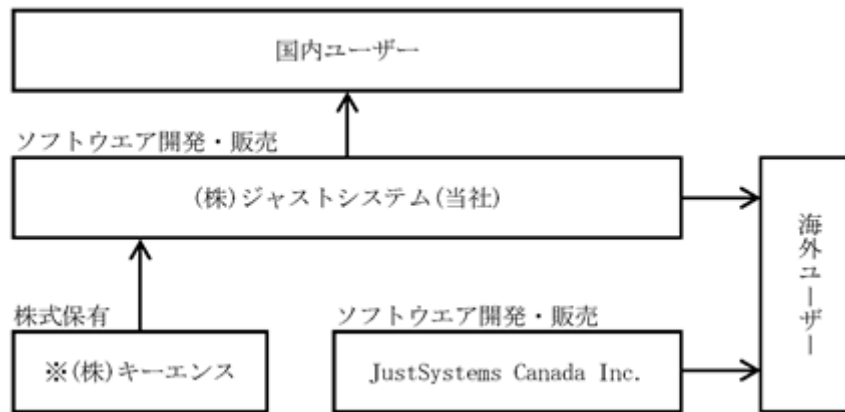 国内ユーザー
ソフトウエア開発・販売
(株)ジャストシステム(当社)
海外ユーザー
株式保有
ソフトウエア開発・販売
※(株)キーエンス
JustSystems Canada Inc.